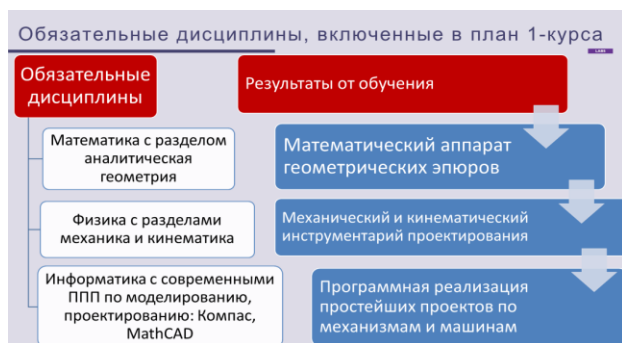 Обязательные дисциплины, включенные в план 1-курса
Обязательные
дисциплины
Результаты от обучения
Математика с разделом
аналитическая
геометрия
Математический аппарат
геометрических эпюров
Физика с разделами
механика и кинематика
Механический и кинематический
инструментарий проектирования
Информатика с современными
ППП по моделированию,
проектированию: Компас,
MathCAD
Программная реализация
простейших проектов по
механизмам и машинам